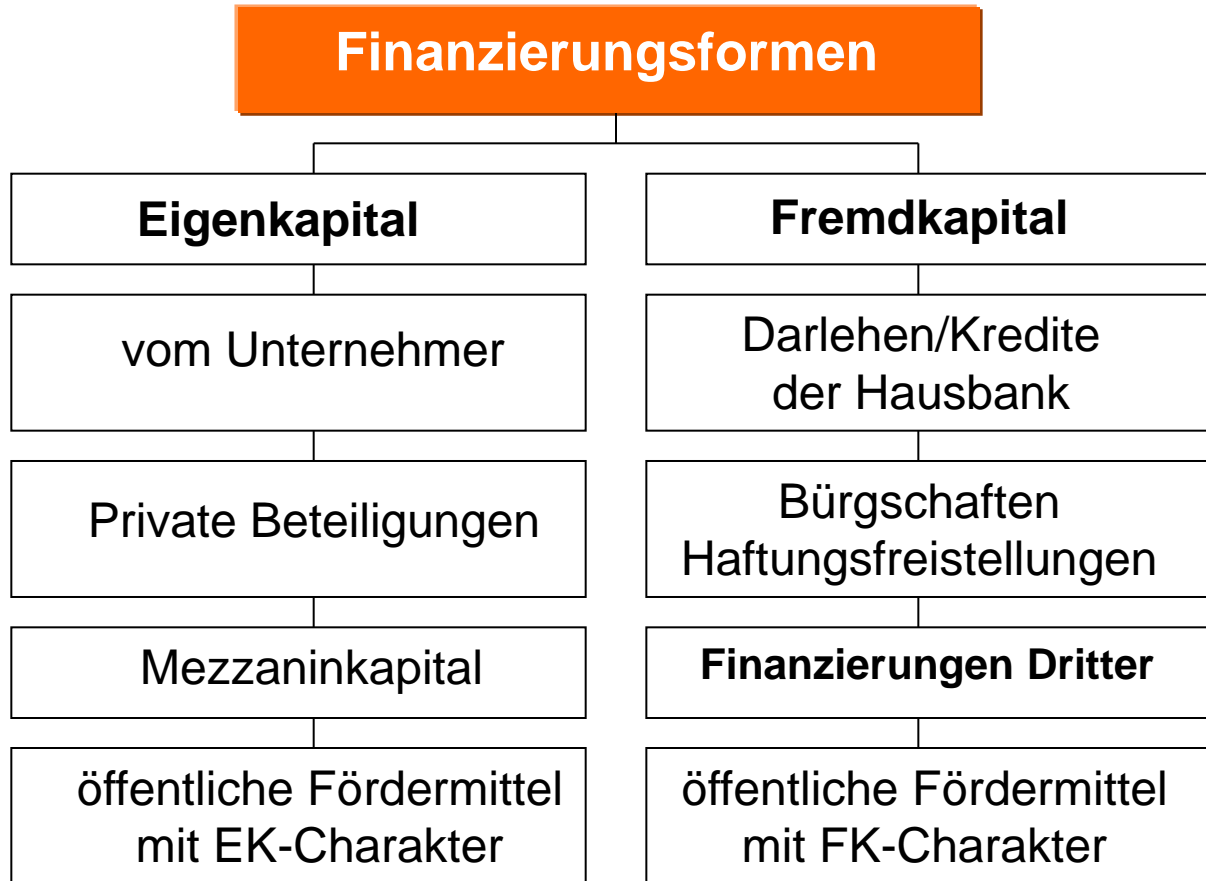 Finanzierungsformen
Eigenkapital
Fremdkapital
vom Unternehmer
Darlehen/Kredite
der Hausbank
Private Beteiligungen
Bürgschaften
Haftungsfreistellungen
Mezzaninkapital
Finanzierungen Dritter
öffentliche Fördermittel
mit EK-Charakter
öffentliche Fördermittel
mit FK-Charakter